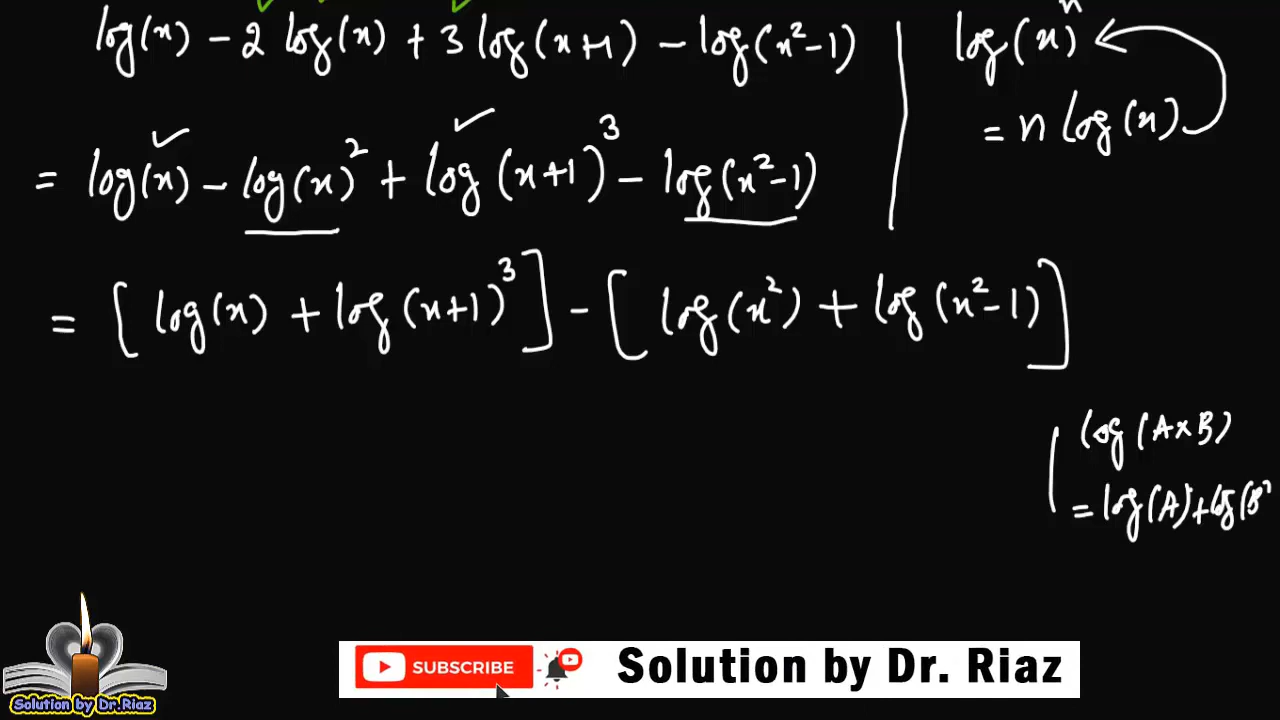 log(x) - 2 log(x) + 3 log(x+1) - log(x²-1)
log(x)ⁿ
= n log(x)
= log(x) - log(x)² + log(x+1)³ - log(x²-1)
= [log(x) + log(x+1)³] - [log(x²) + log(x²-1)]
log(A×B)
= log(A)+log(B)
SUBSCRIBE
Solution by Dr. Riaz
Solution by Dr.Riaz